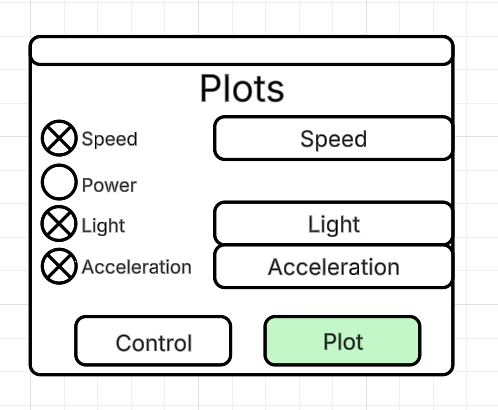 Plots
Speed Speed
Power
Light Light
Acceleration Acceleration
Control Plot